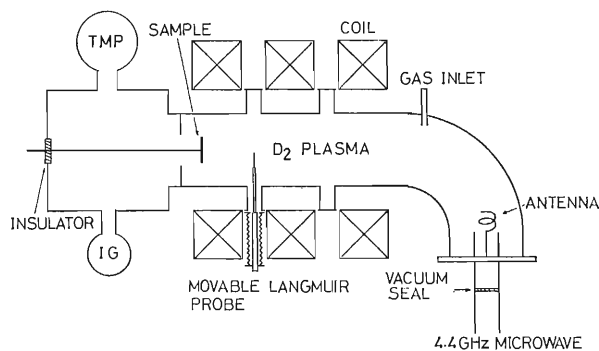 TMP
SAMPLE
COIL
GAS INLET
D2 PLASMA
INSULATOR
IG
ANTENNA
MOVABLE LANGMUIR
PROBE
VACUUM
SEAL
4.4GHz MICROWAVE